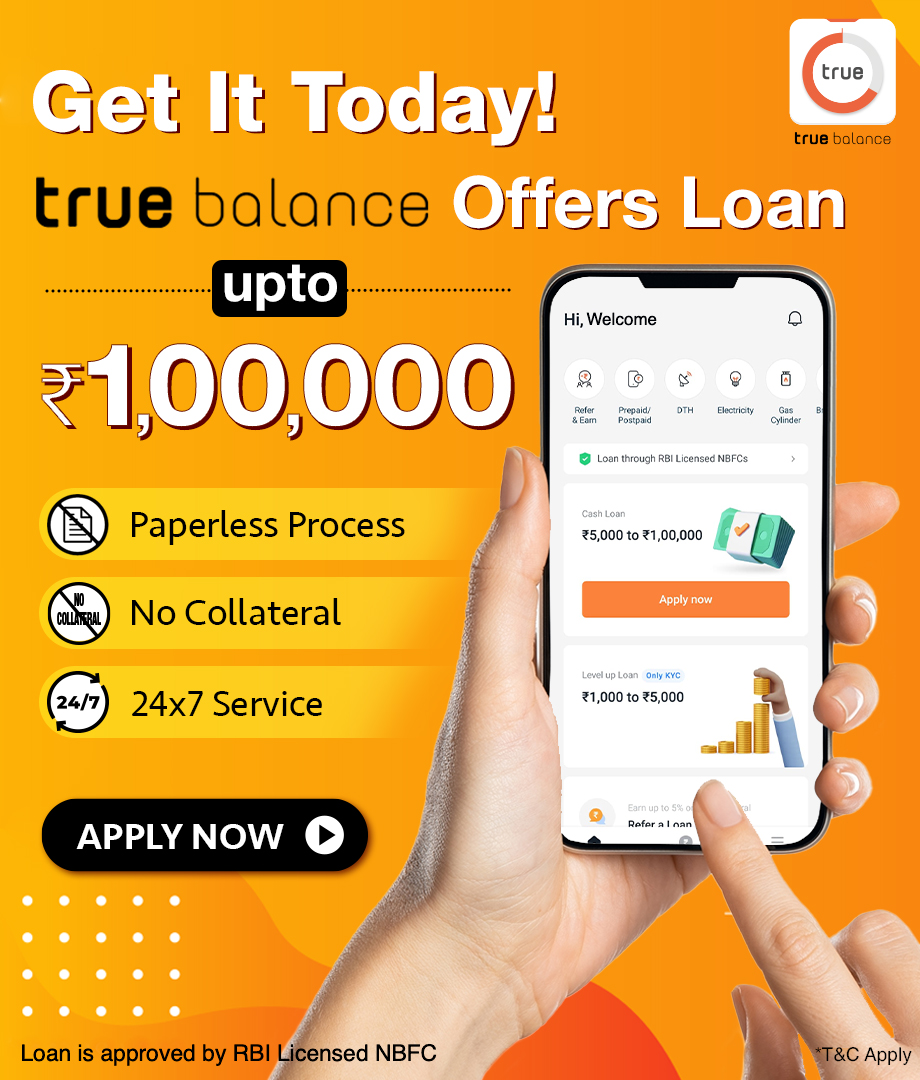 true
true balance
Get It Today!
true balance Offers Loan
upto
₹1,00,000
Paperless Process
NO
COLLATERAL
No Collateral
24/7
24x7 Service
APPLY NOW
Hi, Welcome
Refer
& Earn
Prepaid/
Postpaid
DTH
Electricity
Gas
Cylinder
Loan through RBI Licensed NBFCs
Cash Loan
₹5,000 to ₹1,00,000
Apply now
Level up Loan Only KYC
₹1,000 to ₹5,000
Earn up to 5%
Refer a Loan
Loan is approved by RBI Licensed NBFC
*T&C Apply